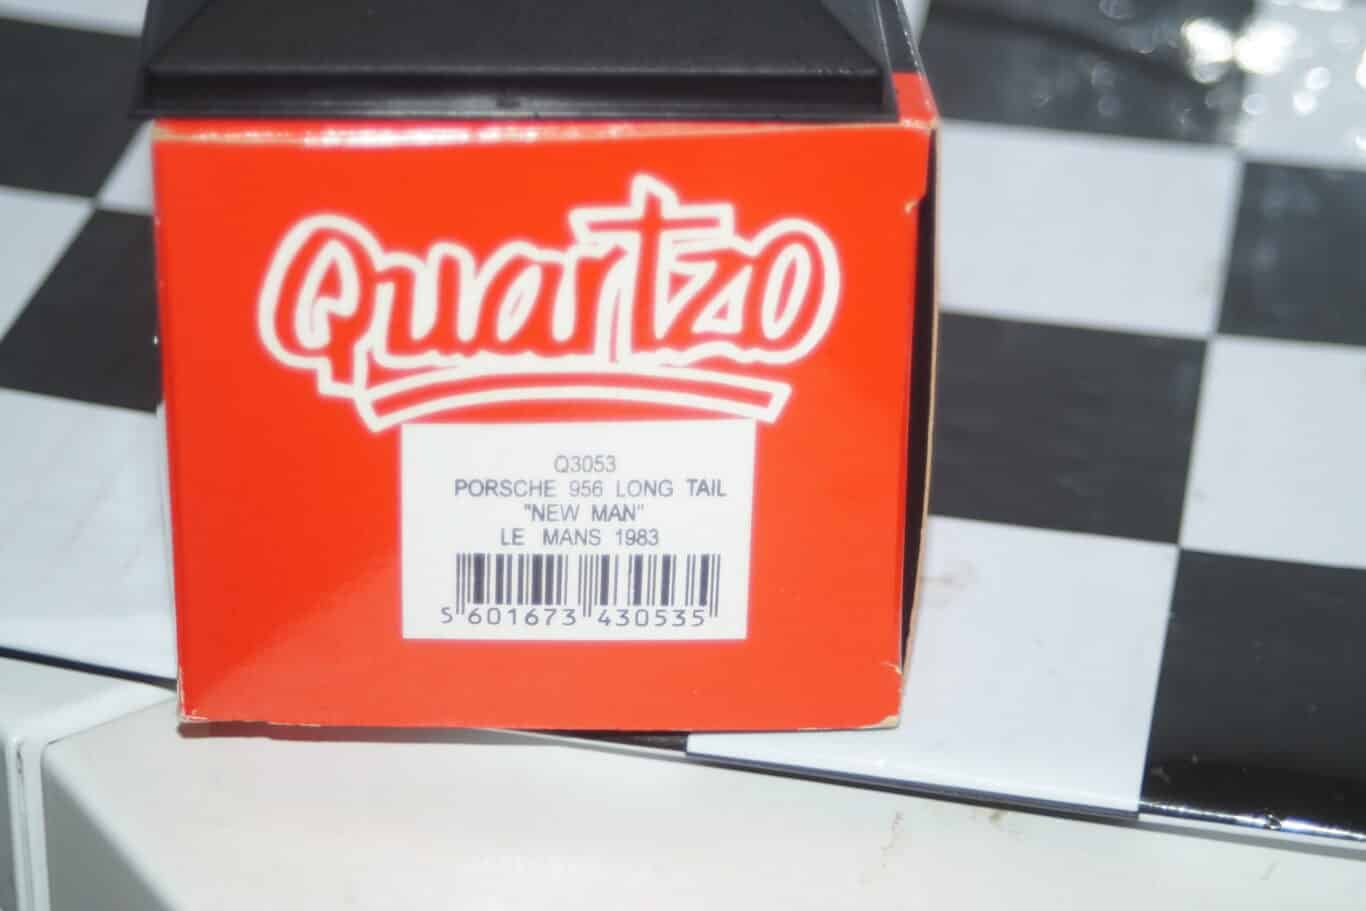 Quartzo
Q3053
PORSCHE 956 LONG TAIL
"NEW MAN"
LE MANS 1983
5 601673 430535